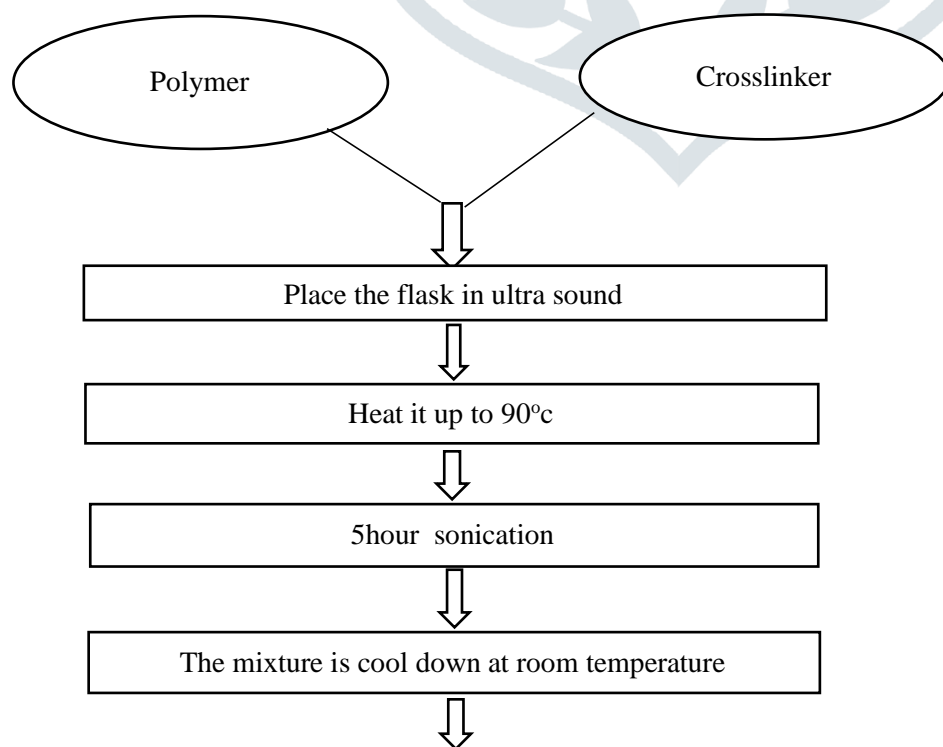 Polymer
Crosslinker
Place the flask in ultra sound
Heat it up to 90ᵒc
5hour  sonication
The mixture is cool down at room temperature